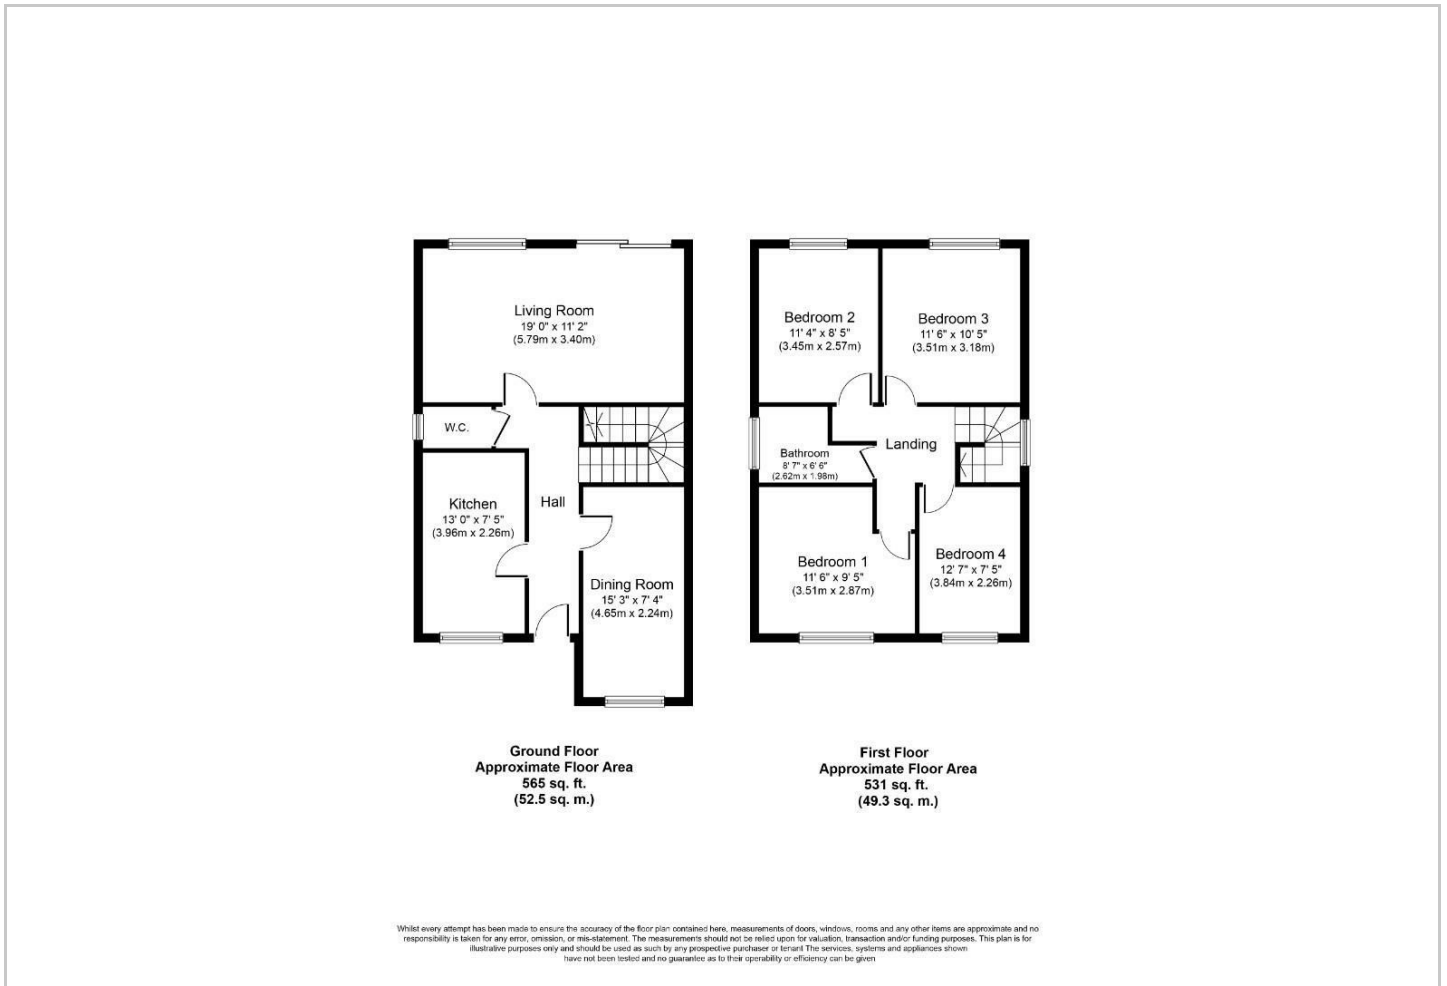 Living Room
19' 0" x 11' 2"
(5.79m x 3.40m)
W.C.
Kitchen
13' 0" x 7' 5"
(3.96m x 2.26m)
Hall
Dining Room
15' 3" x 7' 4"
(4.65m x 2.24m)
Ground Floor
Approximate Floor Area
565 sq. ft.
(52.5 sq. m.)
Bedroom 2
11' 4" x 8' 5"
(3.45m x 2.57m)
Bedroom 3
11' 6" x 10' 5"
(3.51m x 3.18m)
Landing
Bathroom
8' 7" x 6' 6"
(2.62m x 1.98m)
Bedroom 1
11' 6" x 9' 5"
(3.51m x 2.87m)
Bedroom 4
12' 7" x 7' 5"
(3.84m x 2.26m)
First Floor
Approximate Floor Area
531 sq. ft.
(49.3 sq. m.)
Whilst every attempt has been made to ensure the accuracy of the floor plan contained here, measurements of doors, windows, rooms and any other items are approximate and no
responsibility is taken for any error, omission, or mis-statement. The measurements should not be relied upon for valuation, transaction and/or funding purposes. This plan is for
illustrative purposes only and should be used as such by any prospective purchaser or tenant The services, systems and appliances shown
have not been tested and no guarantee as to their operability or efficiency can be given